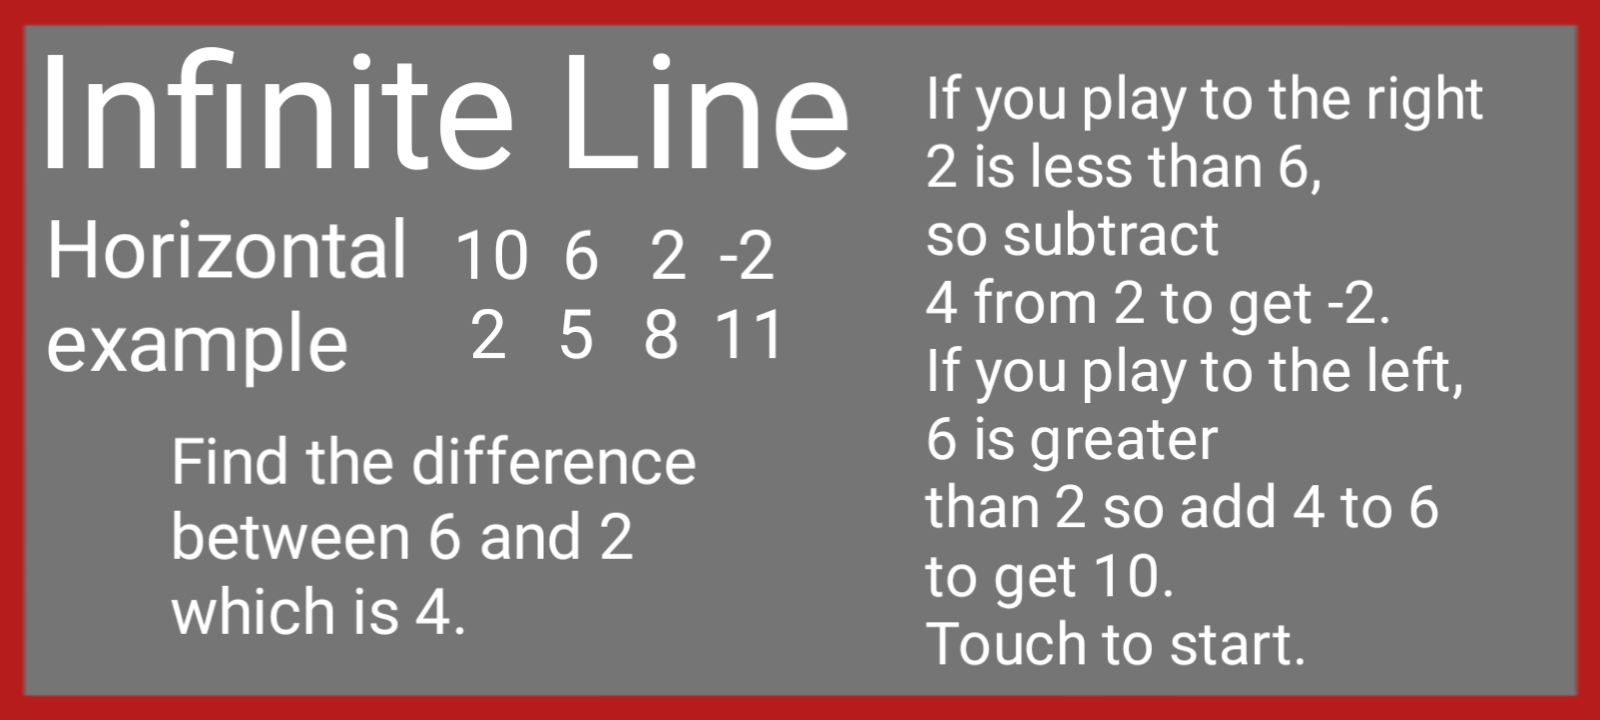 Infinite Line
Horizontal
example
10 6 2 -2
2 5 8 11
Find the difference
between 6 and 2
which is 4.
If you play to the right
2 is less than 6,
so subtract
4 from 2 to get -2.
If you play to the left,
6 is greater
than 2 so add 4 to 6
to get 10.
Touch to start.